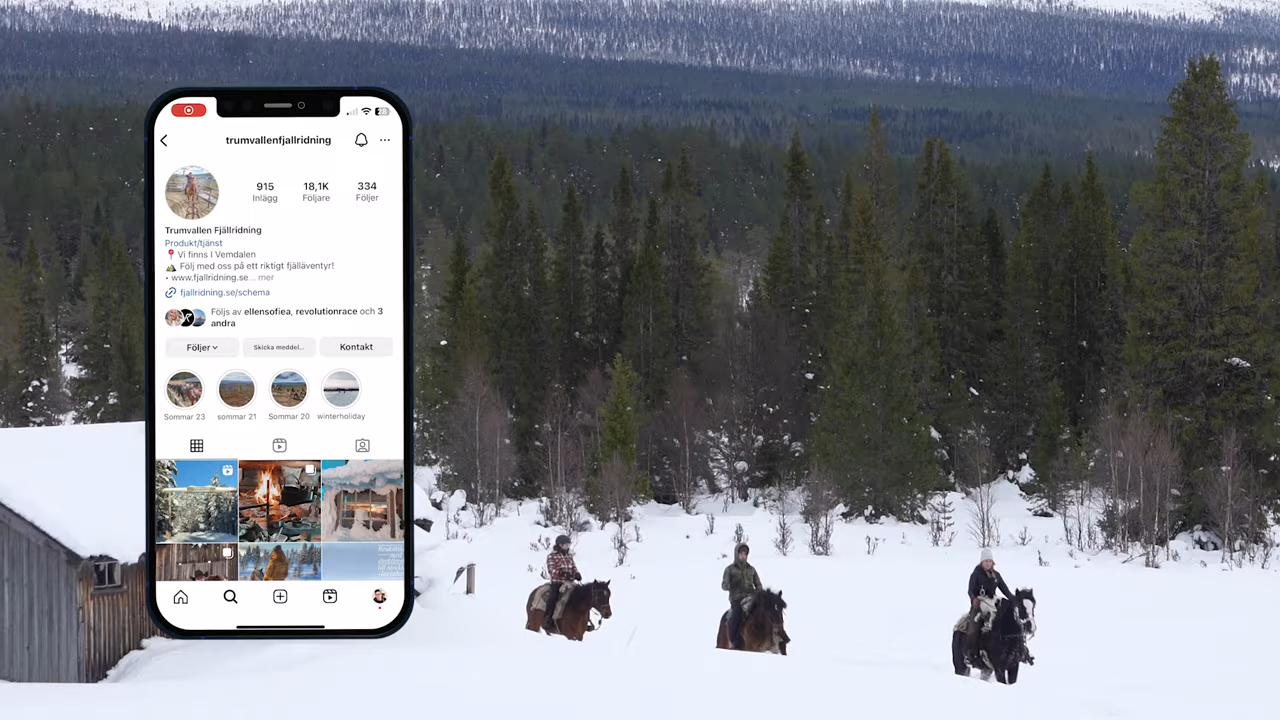 28
trumvallenfjallridning
915 18,1K 334
Inlägg Följare Följer
Trumvallen Fjällridning
Produkt/tjänst
Vi finns I Vemdalen
Följ med oss på ett riktigt fjälläventyr!
• www.fjallridning.se... mer
fjallridning.se/schema
Följs av ellensofiea, revolutionrace och 3
andra
Följer Skicka meddel... Kontakt
Sommar 23 sommar 21 Sommar 20 winterholiday